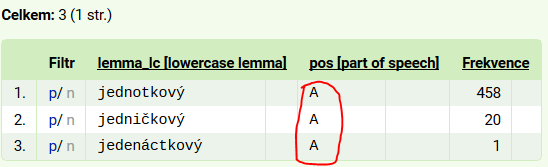 Celkem: 3 (1 str.)
Filtr lemma_lc [lowercase lemma] pos [part of speech] Frekvence
1. p/ n jednotkový A 458
2. p/ n jedničkový A 20
3. p/ n jedenáctkový A 1